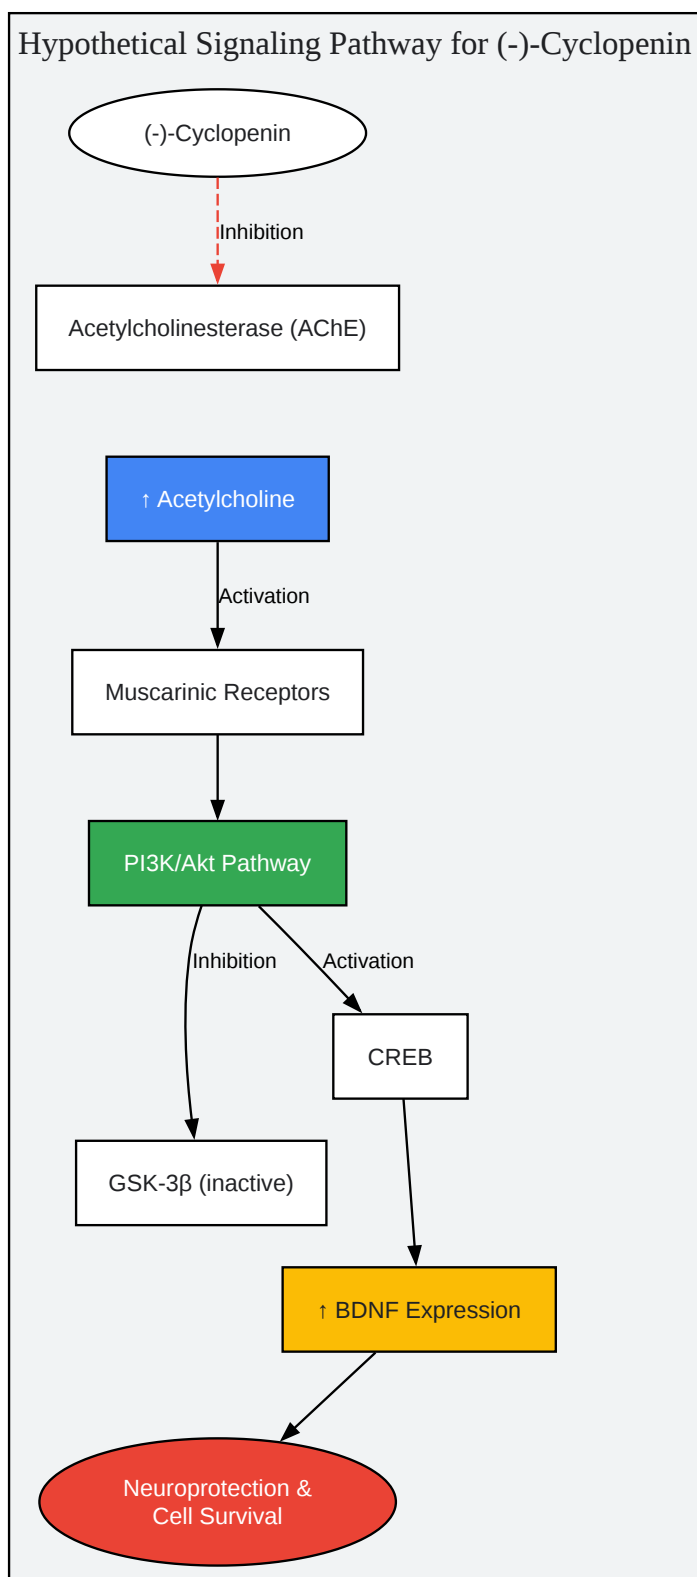 Hypothetical Signaling Pathway for (-)-Cyclopenin
(-)-Cyclopenin
Inhibition
Acetylcholinesterase (AChE)
↑ Acetylcholine
Activation
Muscarinic Receptors
PI3K/Akt Pathway
Inhibition
Activation
CREB
GSK-3β (inactive)
↑ BDNF Expression
Neuroprotection &
Cell Survival